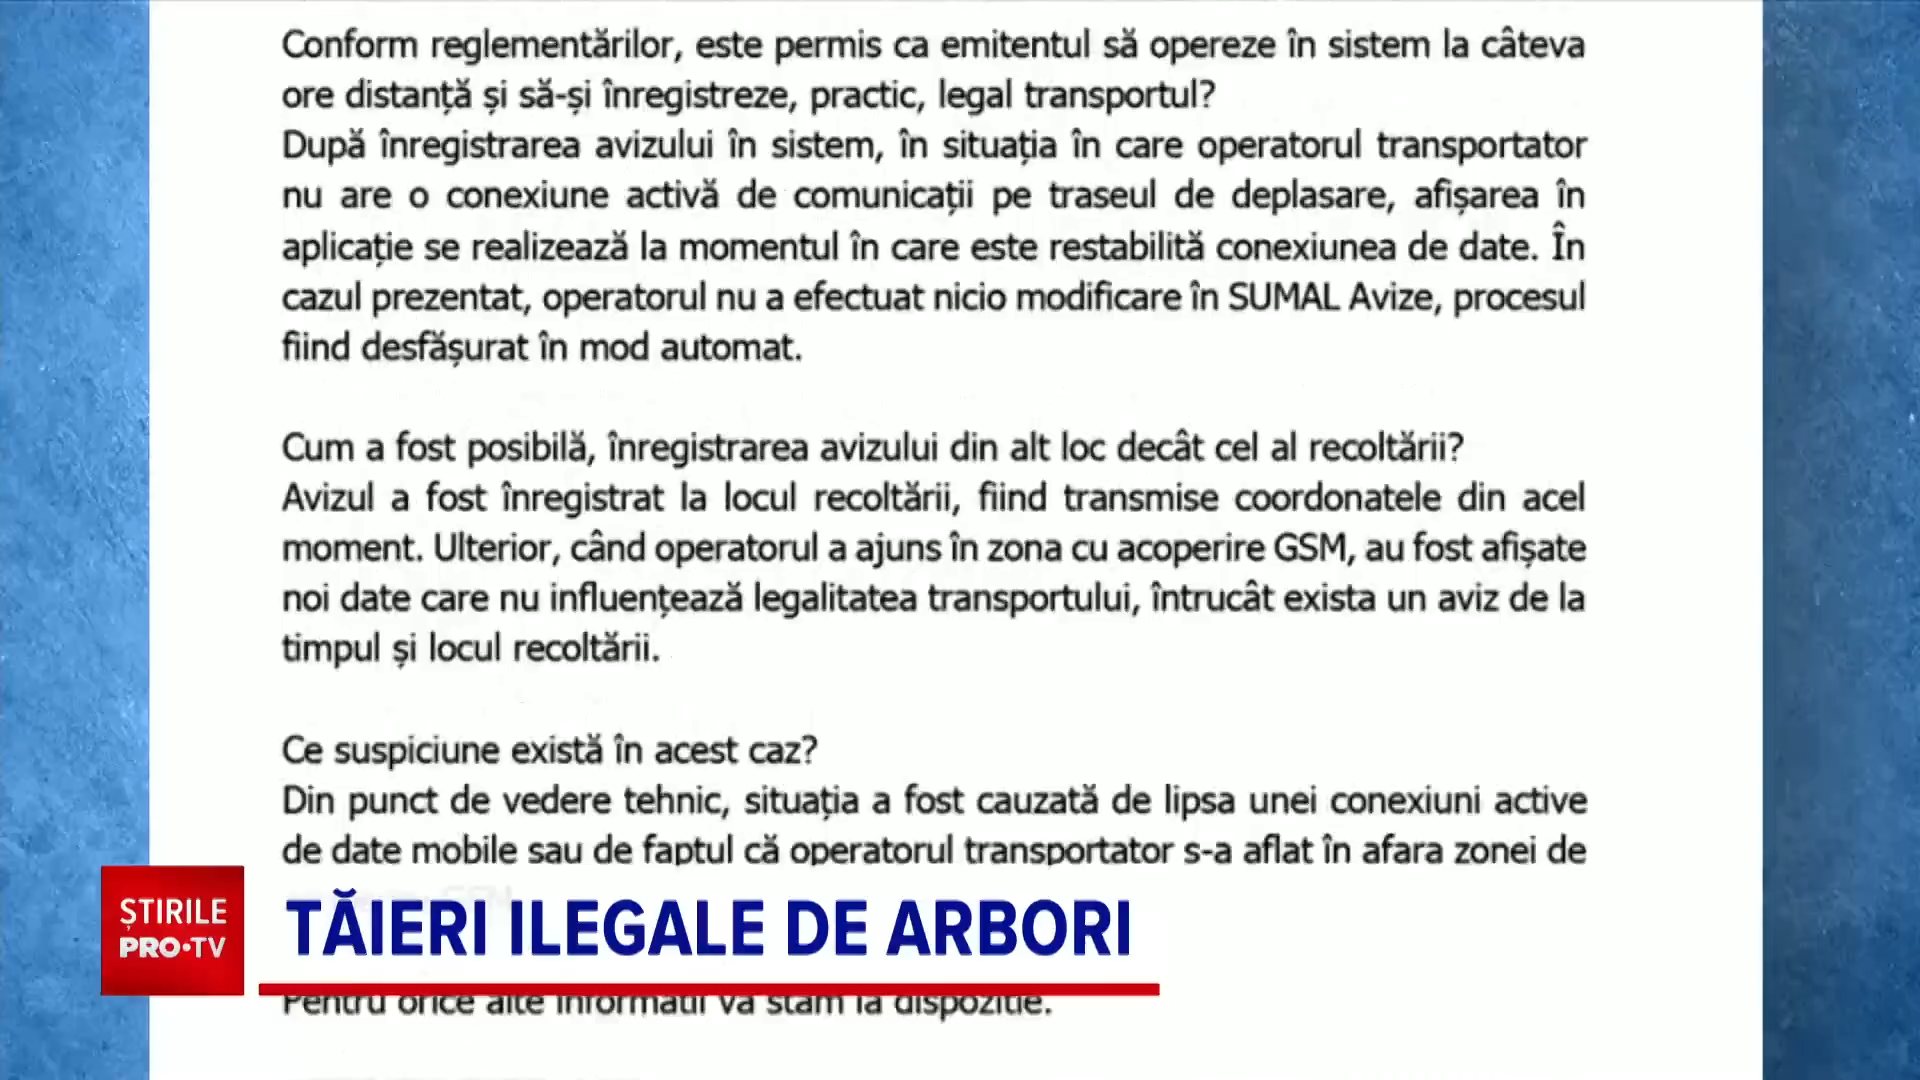 Conform reglementărilor, este permis ca emitentul să opereze în sistem la câteva
ore distanță și să-și înregistreze, practic, legal transportul?
După înregistrarea avizului în sistem, în situația în care operatorul transportator
nu are o conexiune activă de comunicații pe traseul de deplasare, afișarea în
aplicație se realizează la momentul în care este restabilită conexiunea de date. În
cazul prezentat, operatorul nu a efectuat nicio modificare în SUMAL Avize, procesul
fiind desfășurat în mod automat.
Cum a fost posibilă, înregistrarea avizului din alt loc decât cel al recoltării?
Avizul a fost înregistrat la locul recoltării, fiind transmise coordonatele din acel
moment. Ulterior, când operatorul a ajuns în zona cu acoperire GSM, au fost afișate
noi date care nu influențează legalitatea transportului, întrucât exista un aviz de la
timpul și locul recoltării.
Ce suspiciune există în acest caz?
Din punct de vedere tehnic, situația a fost cauzată de lipsa unei conexiuni active
de date mobile sau de faptul că operatorul transportator s-a aflat în afara zonei de
ȘTIRILE
PRO•TV
TĂIERI ILEGALE DE ARBORI
Pentru orice alte informații vă stăm la dispoziție.